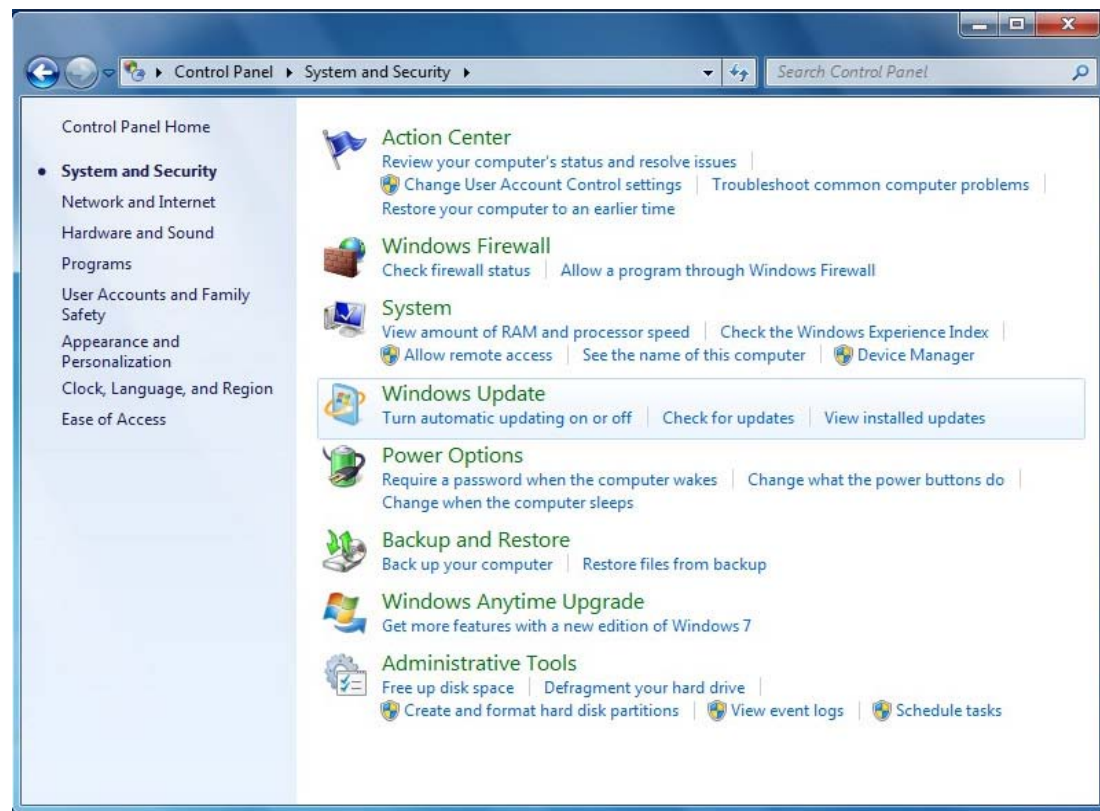 Control Panel ▸ System and Security ▸
Search Control Panel
Control Panel Home
System and Security
Network and Internet
Hardware and Sound
Programs
User Accounts and Family
Safety
Appearance and
Personalization
Clock, Language, and Region
Ease of Access
Action Center
Review your computer's status and resolve issues
Change User Account Control settings | Troubleshoot common computer problems
Restore your computer to an earlier time
Windows Firewall
Check firewall status | Allow a program through Windows Firewall
System
View amount of RAM and processor speed | Check the Windows Experience Index
Allow remote access | See the name of this computer | Device Manager
Windows Update
Turn automatic updating on or off | Check for updates | View installed updates
Power Options
Require a password when the computer wakes | Change what the power buttons do
Change when the computer sleeps
Backup and Restore
Back up your computer | Restore files from backup
Windows Anytime Upgrade
Get more features with a new edition of Windows 7
Administrative Tools
Free up disk space | Defragment your hard drive
Create and format hard disk partitions | View event logs | Schedule tasks